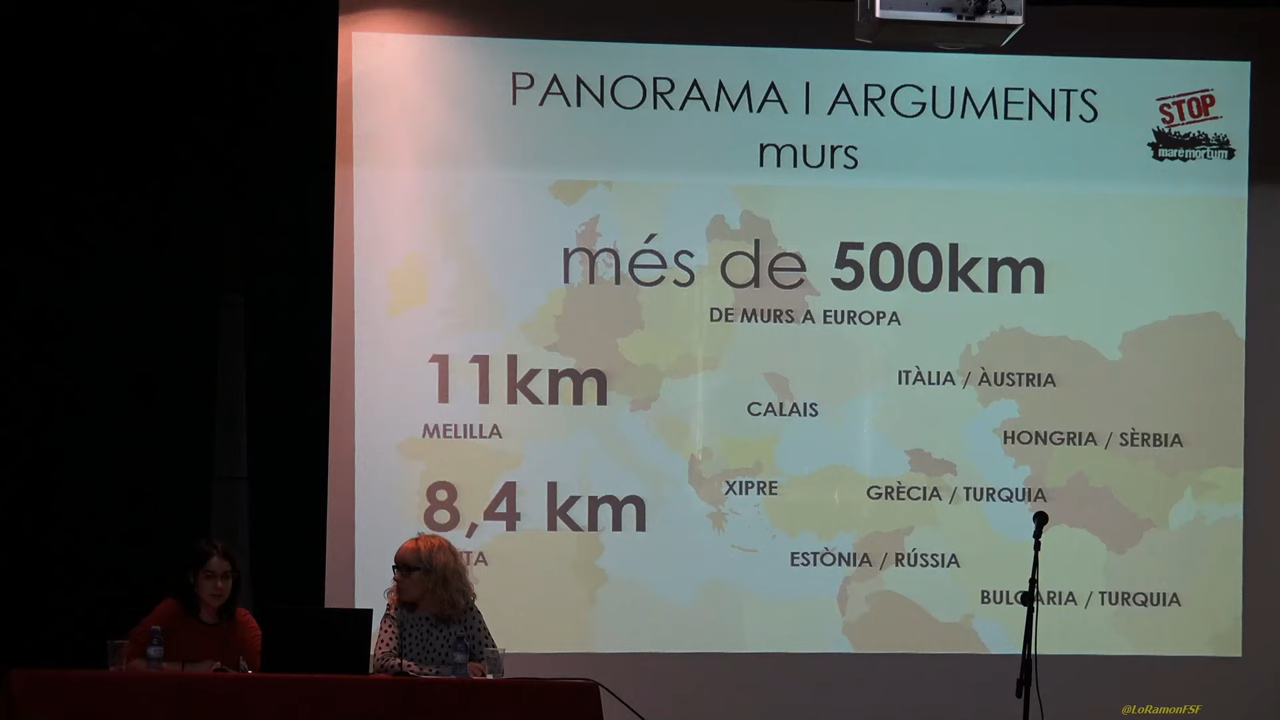 PANORAMA I ARGUMENTS
murs
STOP
mare mortum
més de 500km
DE MURS A EUROPA
11km
MELILLA
ITÀLIA / ÀUSTRIA
CALAIS
HONGRIA / SÈRBIA
8,4 km
XIPRE
GRÈCIA / TURQUIA
ESTÒNIA / RÚSSIA
BULGARIA / TURQUIA
@LoRamonFSF